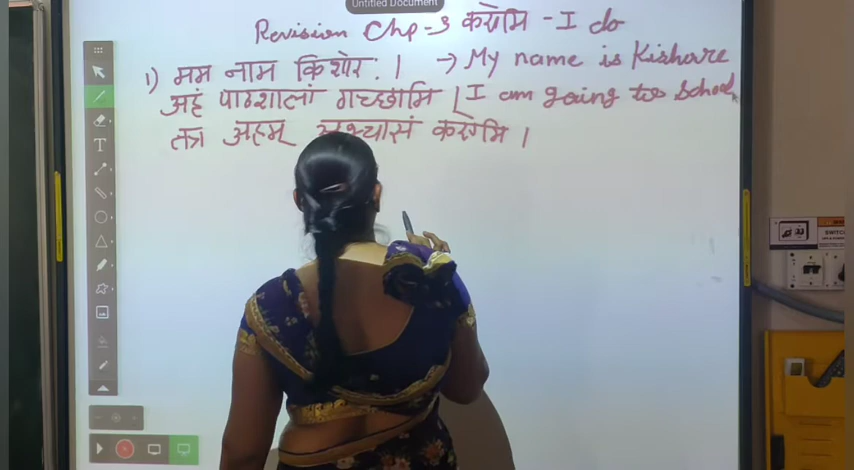 Untitled Document
Revision Chp-3 करोमि - I do
1) मम नाम किशोर. । → My name is Kishore
अहं पाठशालां गच्छामि | I am going to School
तत्र अहम् अभ्यासं करोमि ।
SWITCH